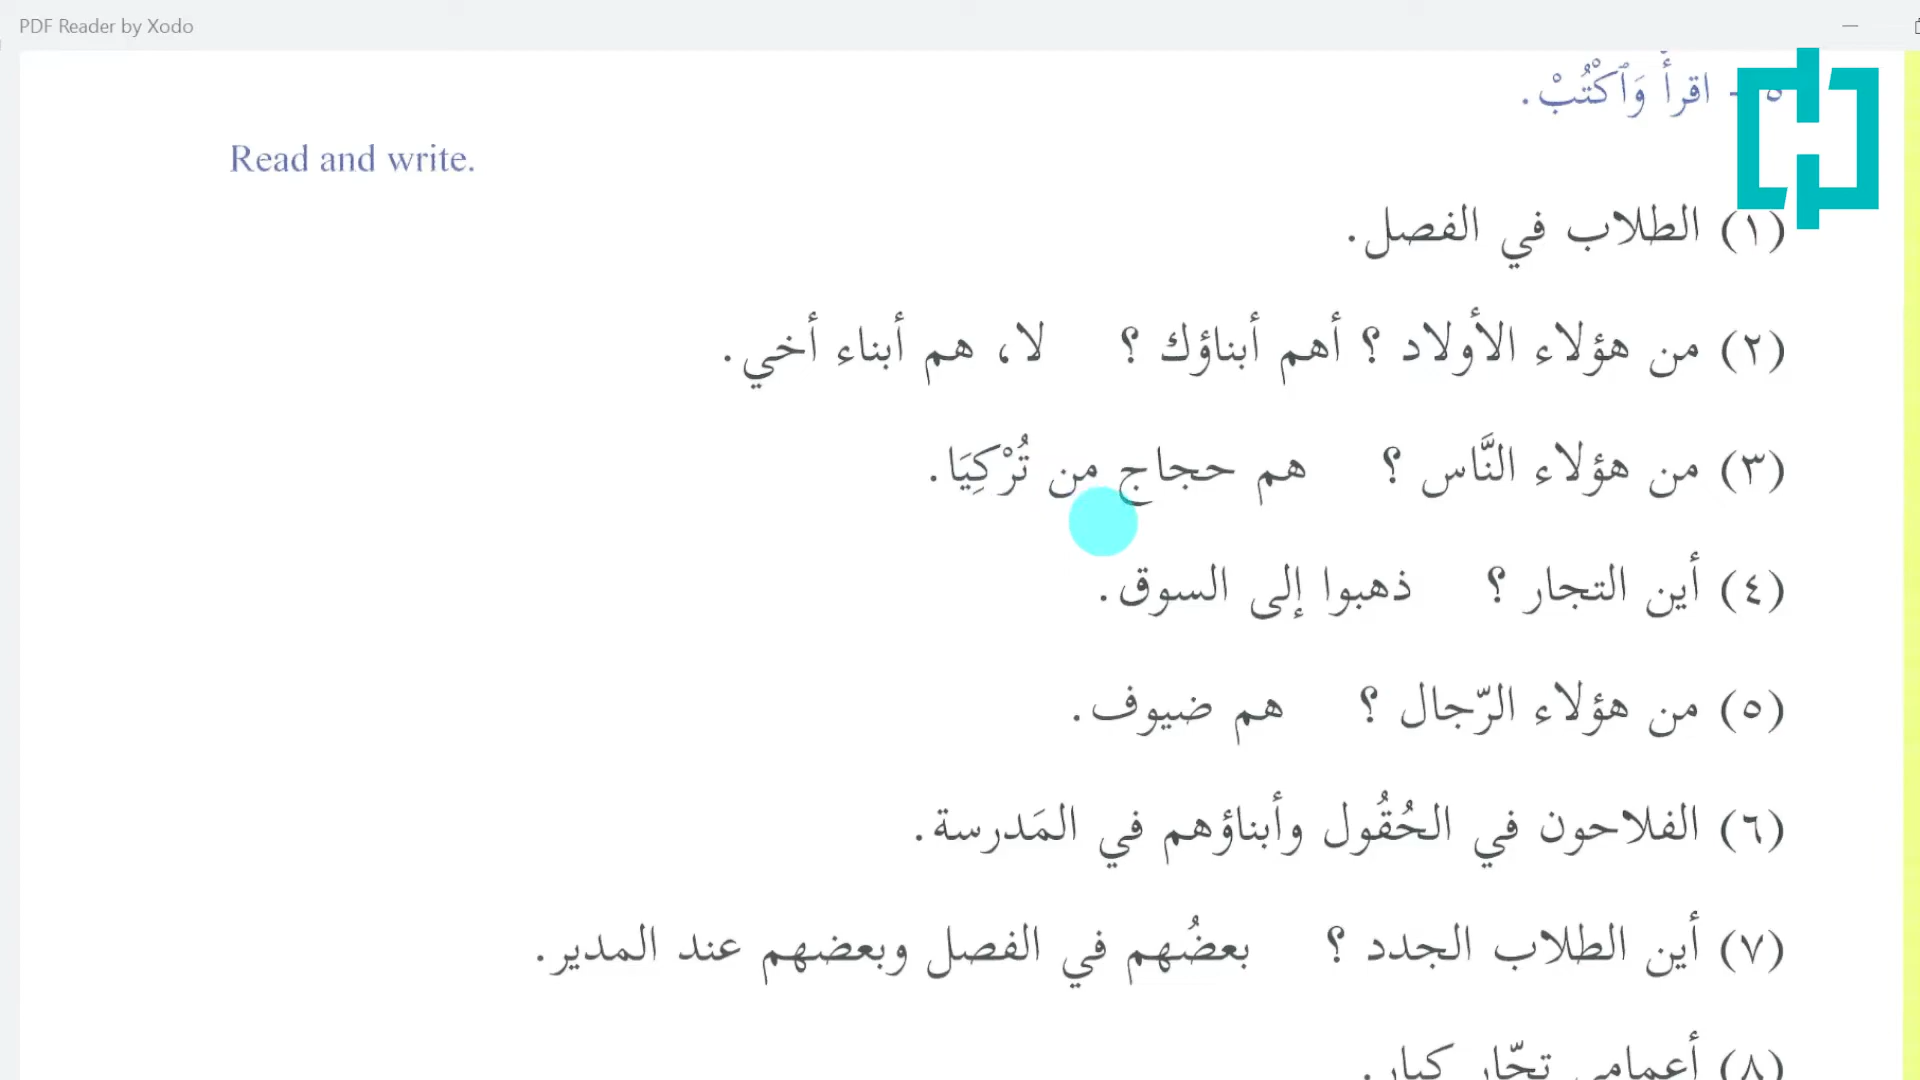 PDF Reader by Xodo
٥ - اقرأْ وَٱكْتُبْ .
Read and write.
(١) الطلاب في الفصل .
(٢) من هؤلاء الأولاد ؟ أهم أبناؤك ؟ لا، هم أبناء أخي .
(٣) من هؤلاء النَّاس ؟ هم حجاج من تُرْكِيَا .
(٤) أين التجار ؟ ذهبوا إلى السوق .
(٥) من هؤلاء الرّجال ؟ هم ضيوف .
(٦) الفلاحون في الحُقُول وأبناؤهم في المَدرسة .
(٧) أين الطلاب الجدد ؟ بعضُهم في الفصل وبعضهم عند المدير .
(٨) أعمامي تجّار كبار .